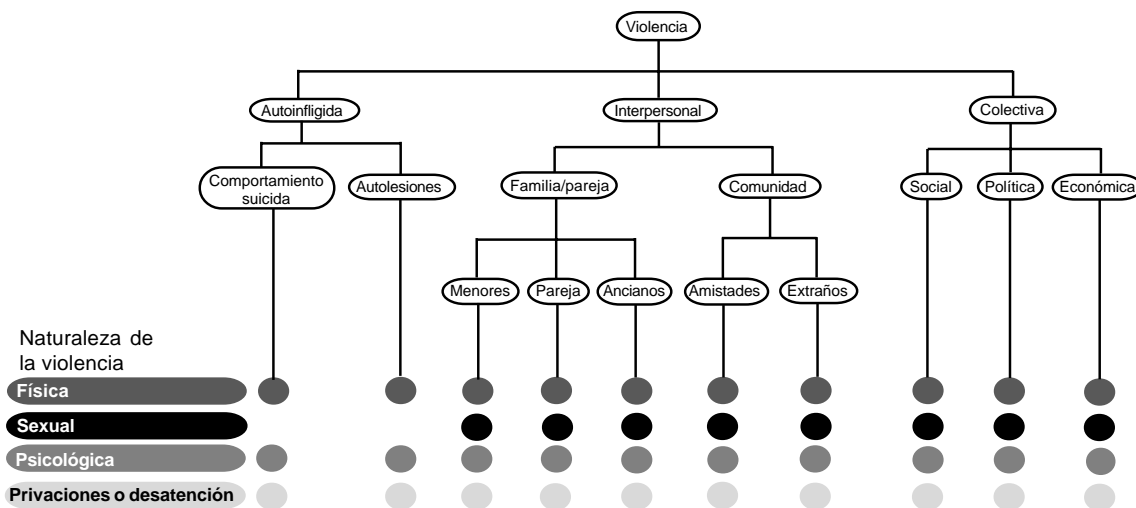 Violencia
Autoinfligida
Interpersonal
Colectiva
Comportamiento
suicida
Autolesiones
Familia/pareja
Comunidad
Social
Política
Económica
Menores
Pareja
Ancianos
Amistades
Extraños
Naturaleza de
la violencia
Física
Sexual
Psicológica
Privaciones o desatención